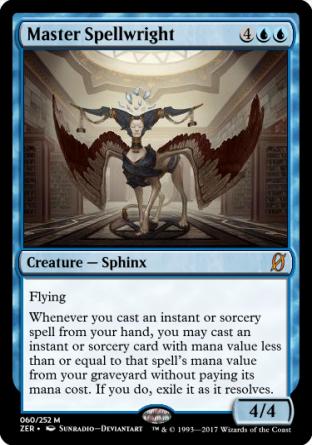 Master Spellwright 4
Creature — Sphinx
Flying
Whenever you cast an instant or sorcery
spell from your hand, you may cast an
instant or sorcery card with mana value less
than or equal to that spell's mana value
from your graveyard without paying its
mana cost. If you do, exile it as it resolves.
4/4
060/252 M
ZER • Sunradio—Deviantart ™ & © 1993—2017 Wizards of the Coast